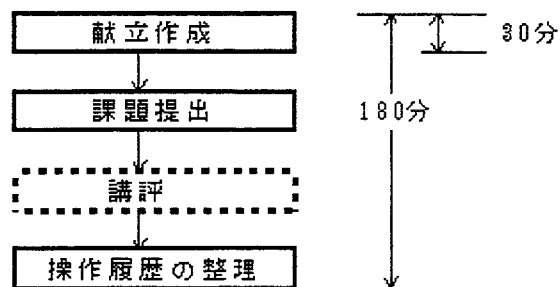 献立作成
30分
課題提出
180分
講評
操作履歴の整理